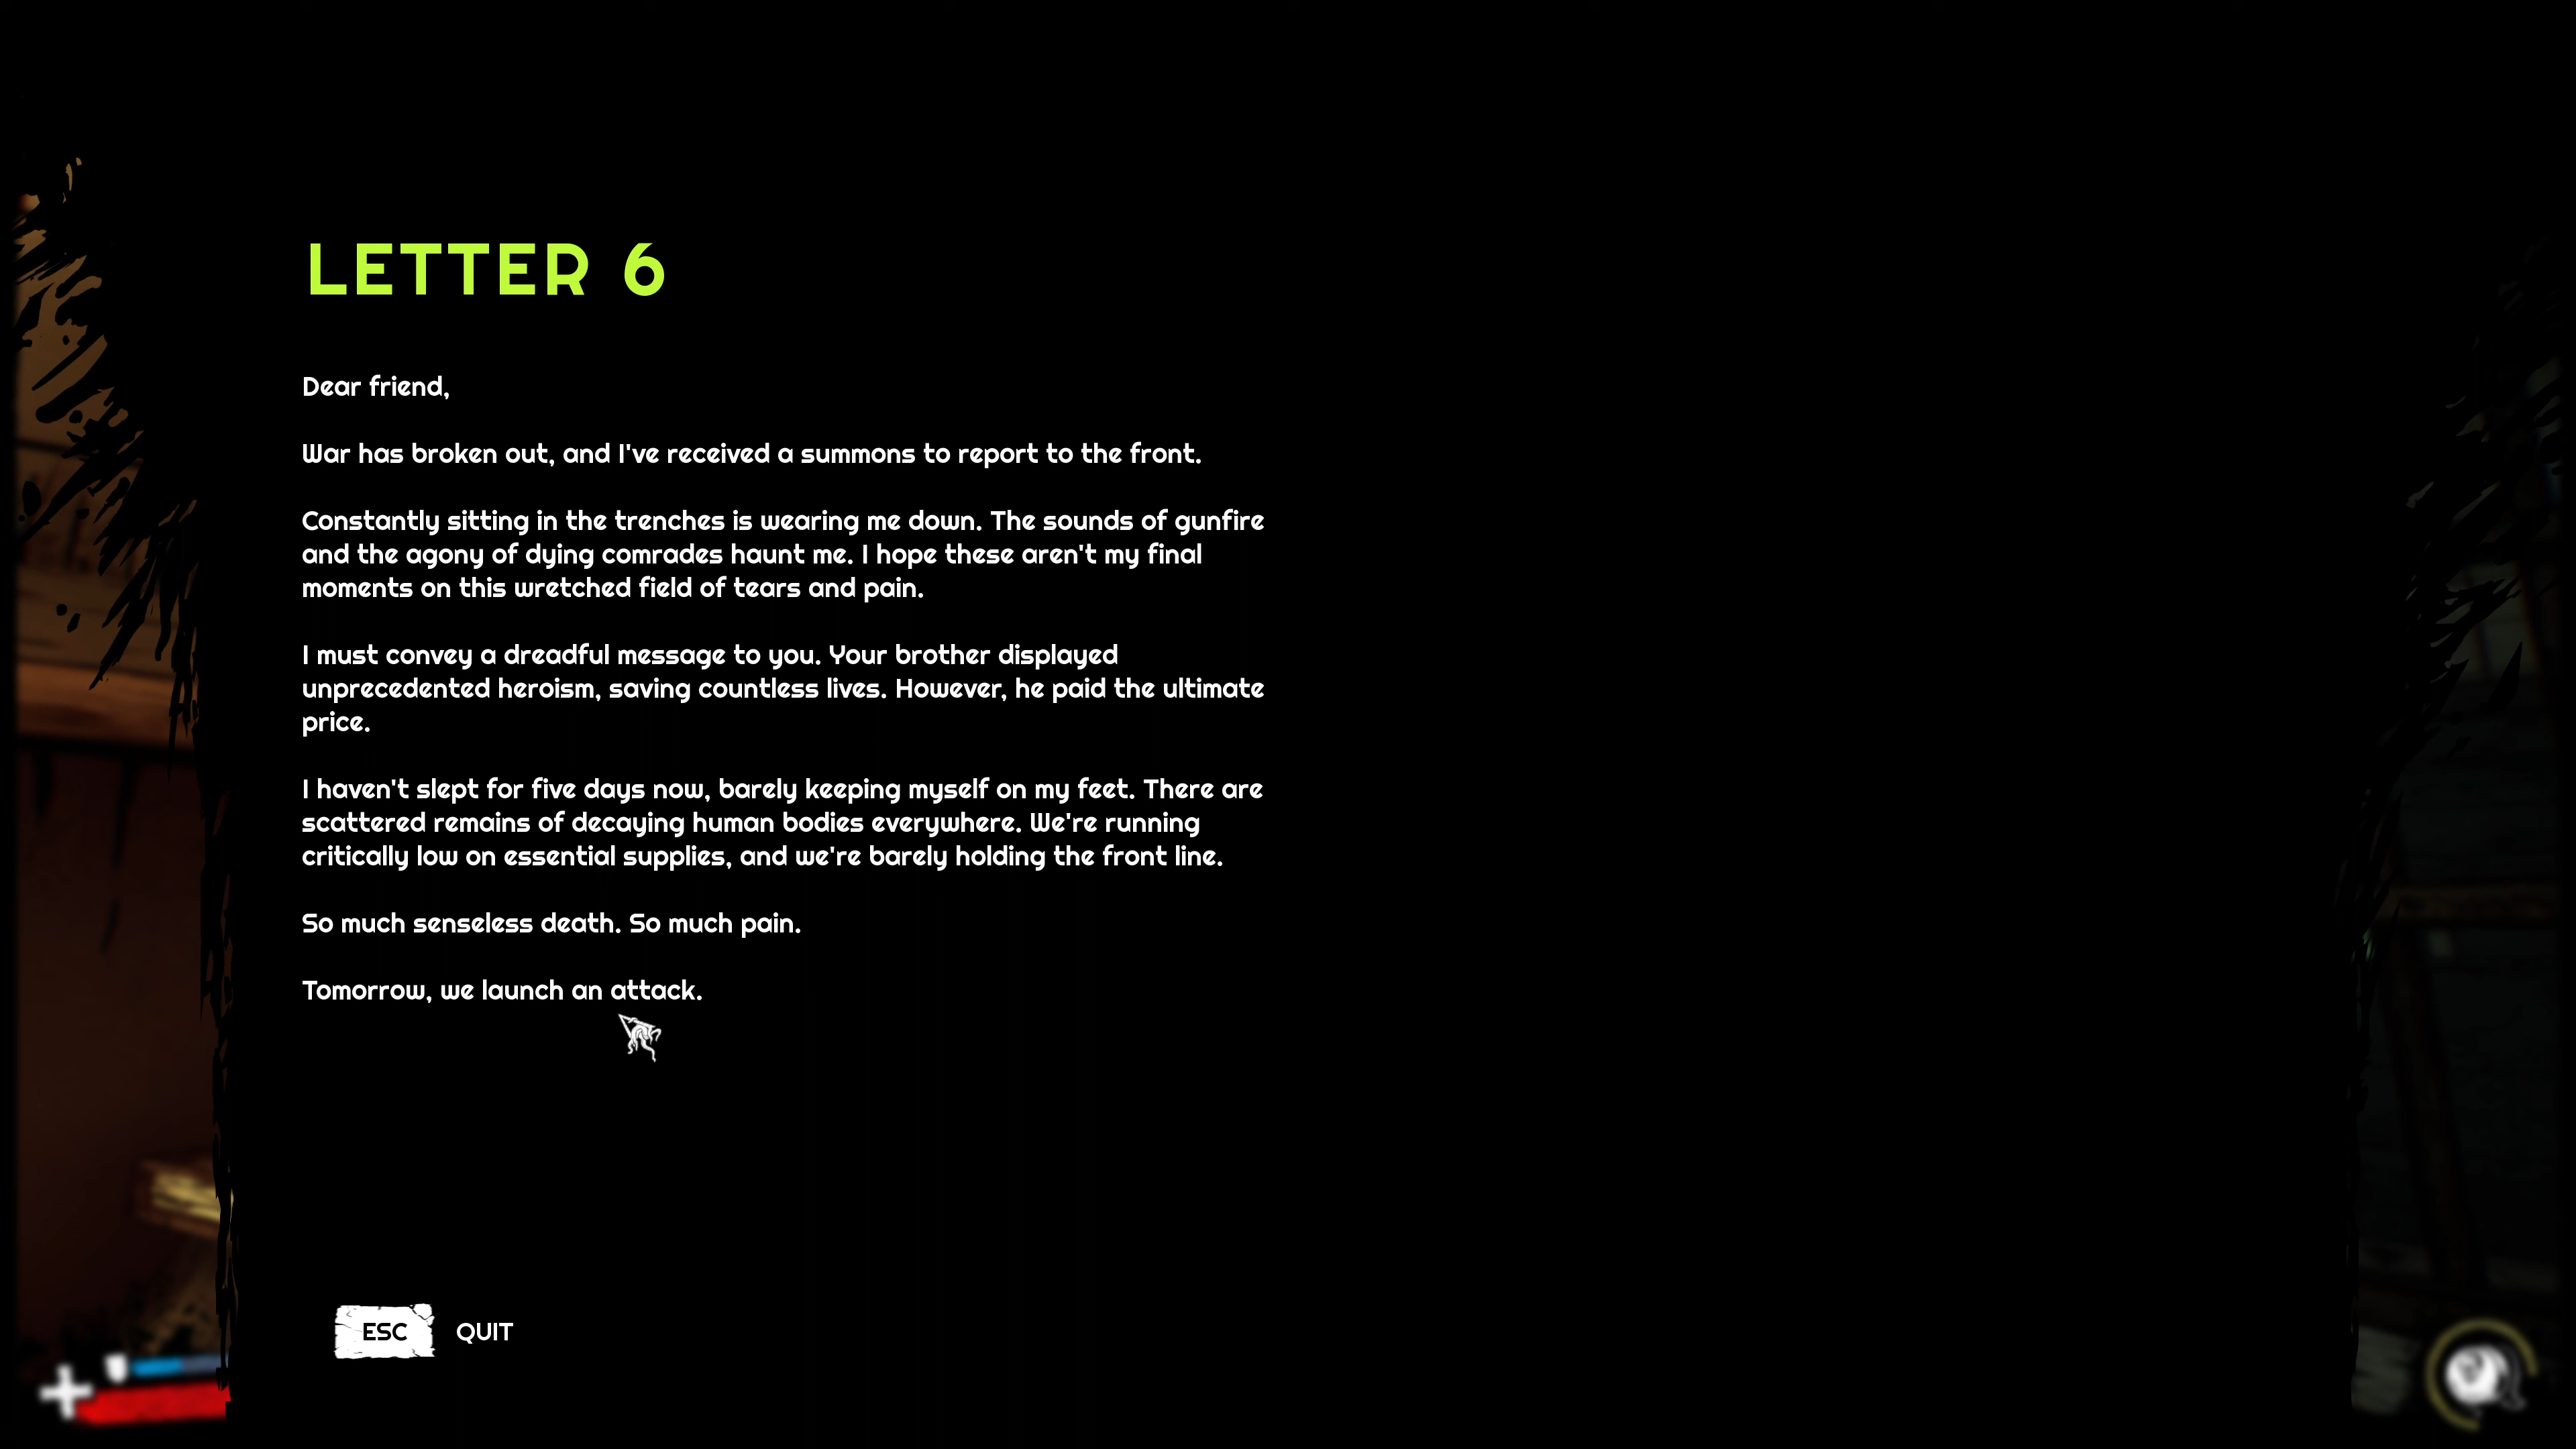 LETTER 6
Dear friend,
War has broken out, and I've received a summons to report to the front.
Constantly sitting in the trenches is wearing me down. The sounds of gunfire
and the agony of dying comrades haunt me. I hope these aren't my final
moments on this wretched field of tears and pain.
I must convey a dreadful message to you. Your brother displayed
unprecedented heroism, saving countless lives. However, he paid the ultimate
price.
I haven't slept for five days now, barely keeping myself on my feet. There are
scattered remains of decaying human bodies everywhere. We're running
critically low on essential supplies, and we're barely holding the front line.
So much senseless death. So much pain.
Tomorrow, we launch an attack.
ESC QUIT